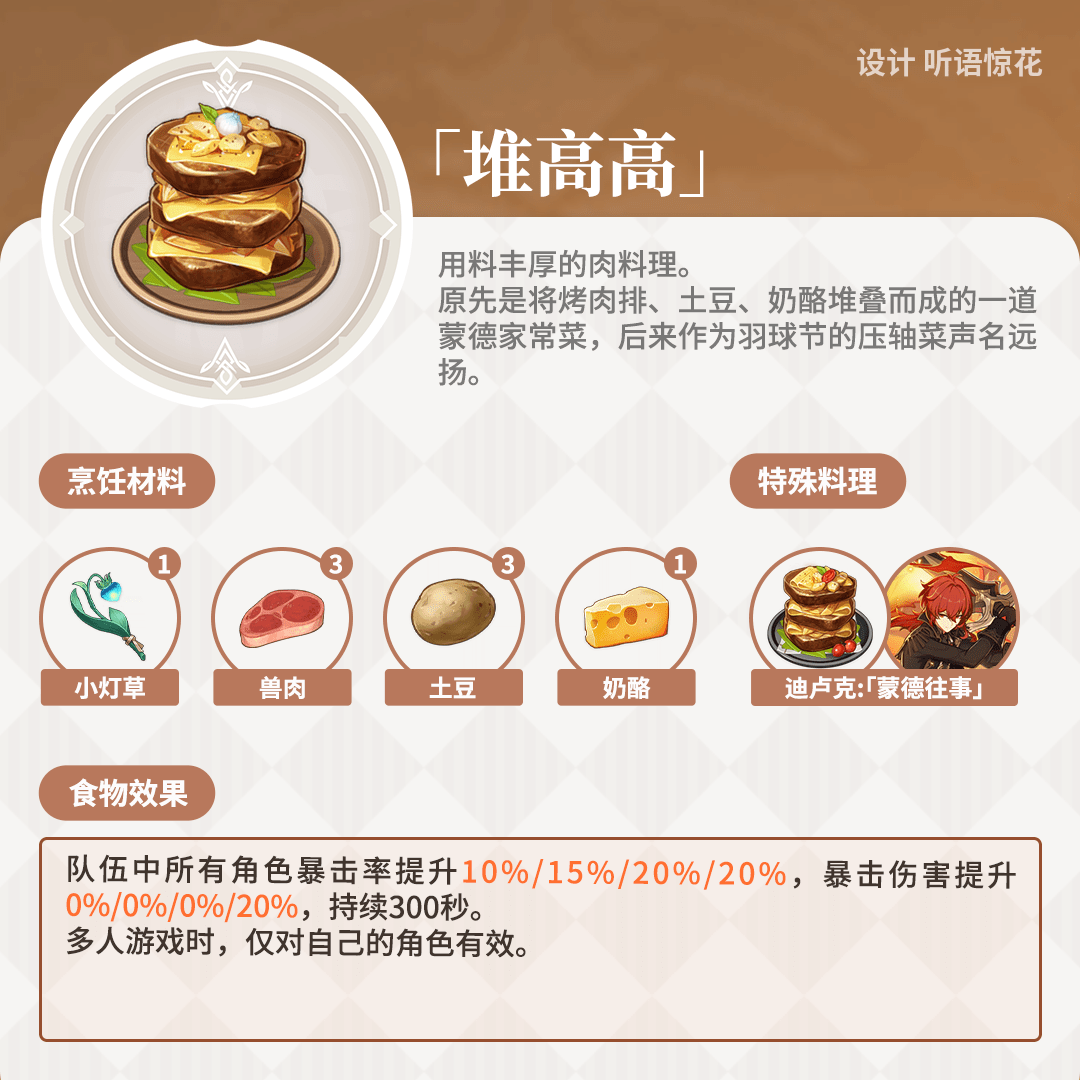 设计 听语惊花
「堆高高」
用料丰厚的肉料理。
原先是将烤肉排、土豆、奶酪堆叠而成的一道
蒙德家常菜，后来作为羽球节的压轴菜声名远
扬。
烹饪材料
特殊料理
1
3
3
1
小灯草
兽肉
土豆
奶酪
迪卢克:「蒙德往事」
食物效果
队伍中所有角色暴击率提升10%/15%/20%/20%，暴击伤害提升
0%/0%/0%/20%，持续300秒。
多人游戏时，仅对自己的角色有效。